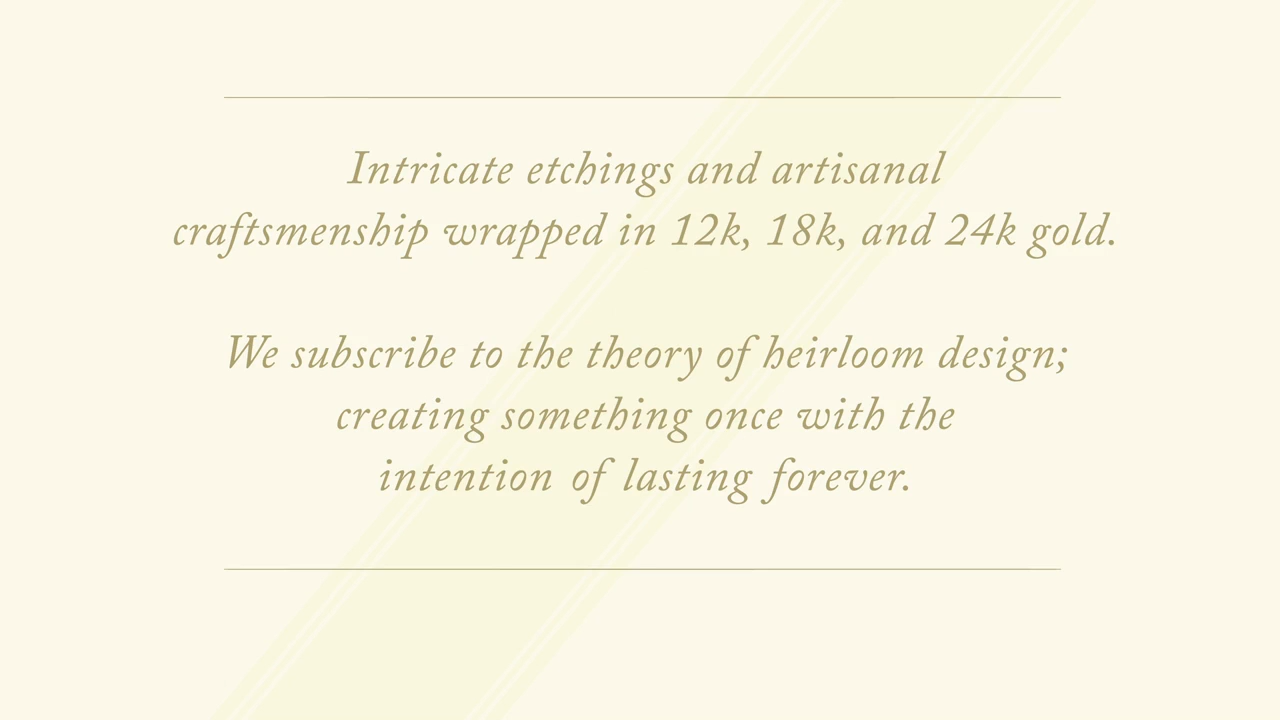 Intricate etchings and artisanal
craftsmenship wrapped in 12k, 18k, and 24k gold.
We subscribe to the theory of heirloom design;
creating something once with the
intention of lasting forever.